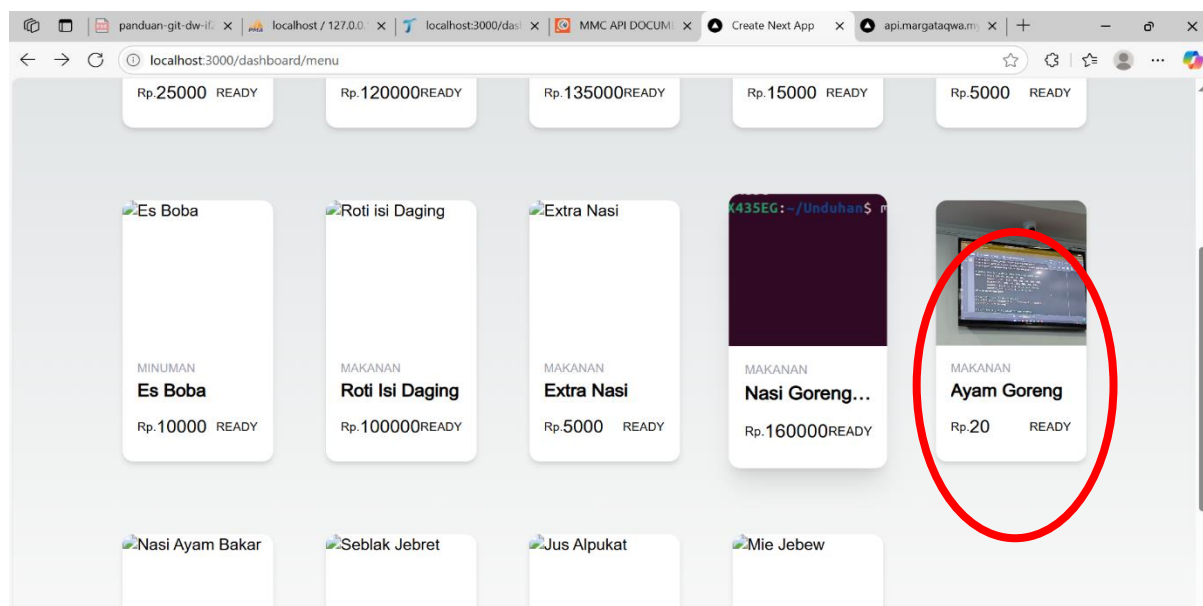 panduan-git-dw-if2
localhost / 127.0.0.
localhost:3000/das
MMC API DOCUM
Create Next App
api.margataqwa.m
localhost:3000/dashboard/menu
Rp.25000 READY
Rp.120000READY
Rp.135000READY
Rp.15000 READY
Rp.5000 READY
Es Boba
MINUMAN
Es Boba
Rp.10000 READY
Roti isi Daging
MAKANAN
Roti Isi Daging
Rp.100000READY
Extra Nasi
MAKANAN
Extra Nasi
Rp.5000 READY
X435EG:~/Unduhan$ m
MAKANAN
Nasi Goreng...
Rp.160000READY
MAKANAN
Ayam Goreng
Rp.20 READY
Nasi Ayam Bakar
Seblak Jebret
Jus Alpukat
Mie Jebew